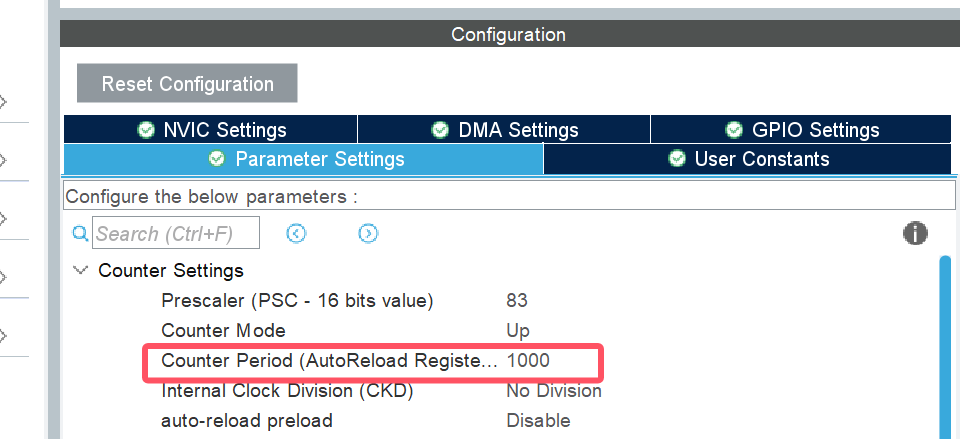 Configuration
Reset Configuration
NVIC Settings
DMA Settings
GPIO Settings
Parameter Settings
User Constants
Configure the below parameters :
Search (Ctrl+F)
Counter Settings
Prescaler (PSC - 16 bits value) 83
Counter Mode Up
Counter Period (AutoReload Registe... 1000
Internal Clock Division (CKD) No Division
auto-reload preload Disable